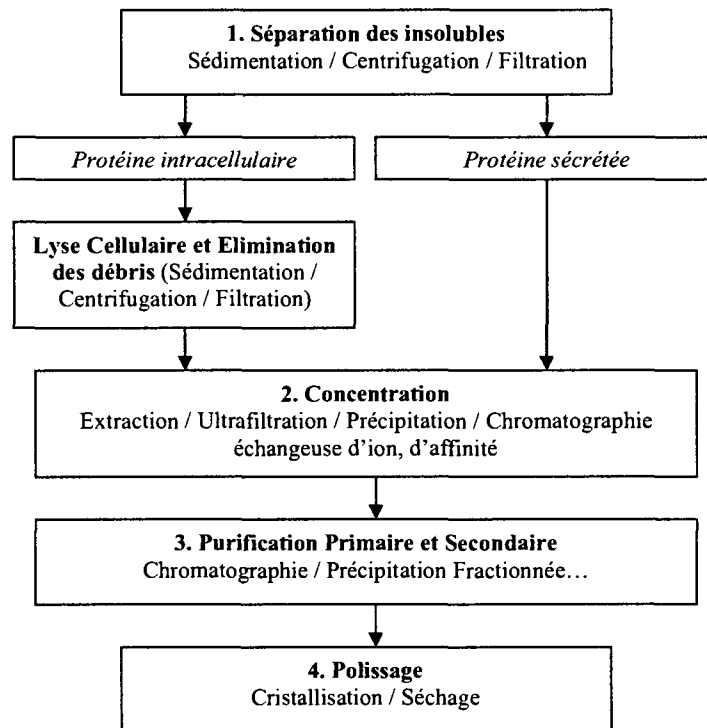 1. Séparation des insolubles
Sédimentation / Centrifugation / Filtration
Protéine intracellulaire
Protéine sécrétée
Lyse Cellulaire et Elimination
des débris (Sédimentation /
Centrifugation / Filtration)
2. Concentration
Extraction / Ultrafiltration / Précipitation / Chromatographie
échangeuse d'ion, d'affinité
3. Purification Primaire et Secondaire
Chromatographie / Précipitation Fractionnée…
4. Polissage
Cristallisation / Séchage